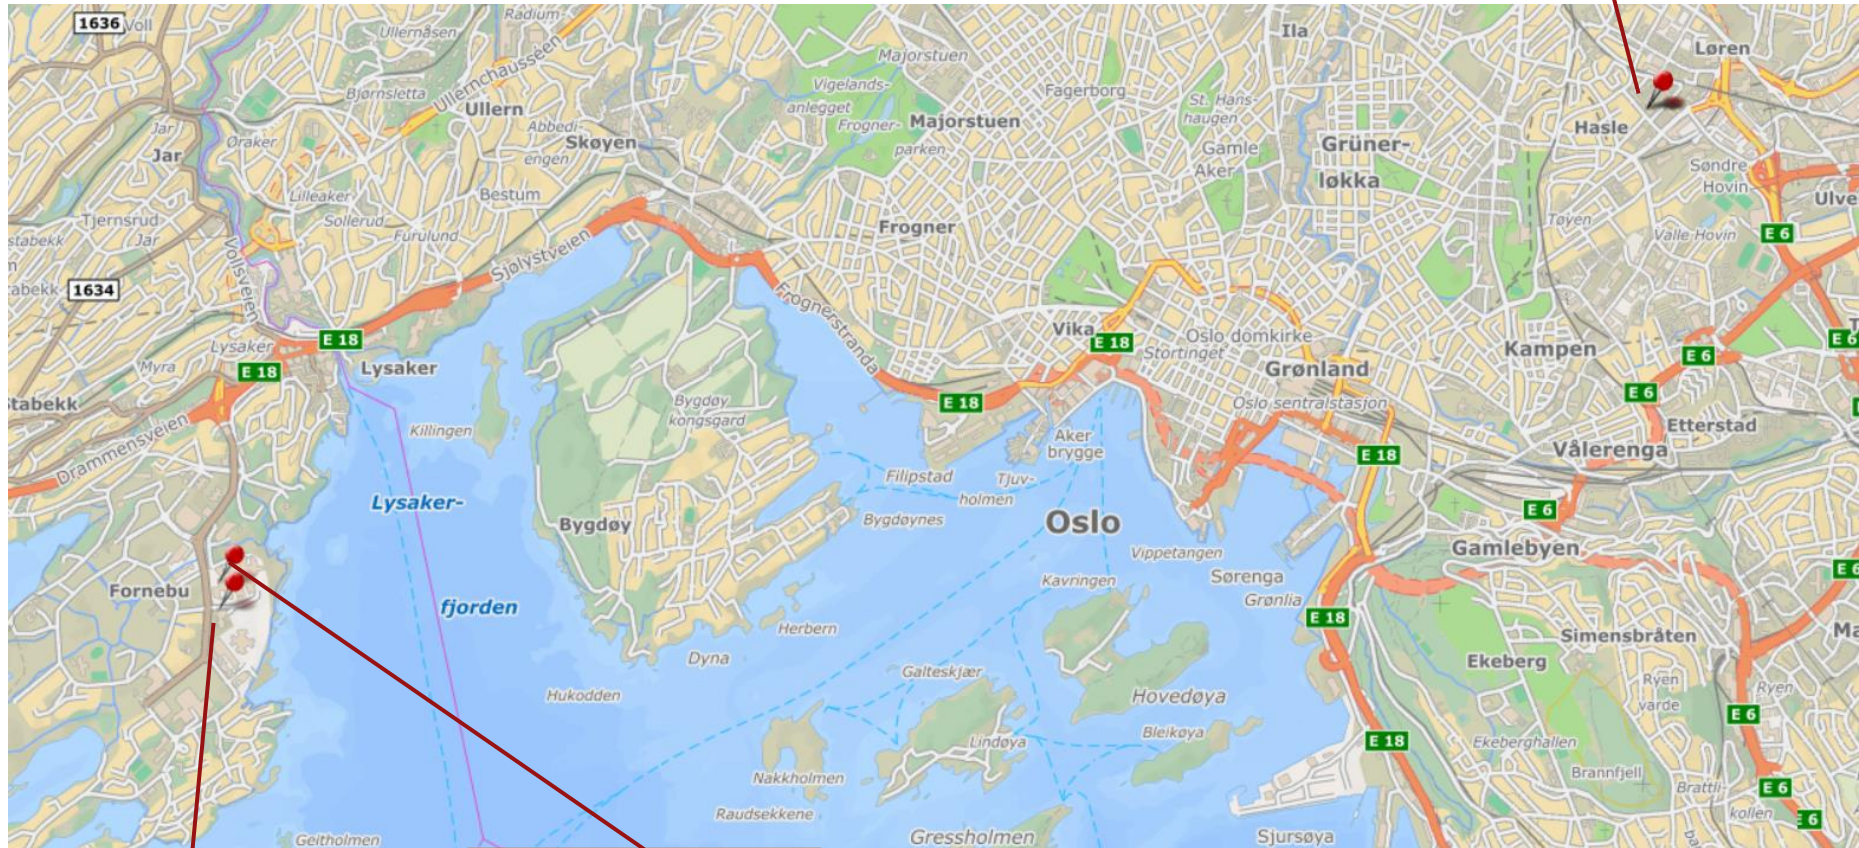 1636
Voll
Ullernåsen
Radium-
Ila
Majorstuen
Løren
Bjørnsletta
Ullernchausséen
Vigelands-
anlegget
Fagerborg
St. Hans-
haugen
Ullern
Abbedi-
engen
Frogner-
parken
Majorstuen
Hasle
Jar
Øraker
Skøyen
Gamle
Aker
Grüner-
løkka
Jar
Søndre
Hovin
Lilleaker
Bestum
Ulve
Tjernsrud
Jar
Sollerud
Furulund
Frogner
Tøyen
Valle Hovin
E 6
stabekk
Vollsveien
Sjølystveien
tabekk
1634
Frognerstranda
Vika
E 18
Oslo domkirke
Stortinget
Kampen
E 18
Lysaker
Lysaker
Myra
E 18
Grønland
E 6
E 6
E 6
Stabekk
Bygdøy
kongsgard
E 18
Oslo sentralstasjon
Etterstad
Killingen
Drammensveien
Aker
brygge
E 18
Vålerenga
Filipstad
Tjuv-
holmen
Lysaker-
Bygdøynes
Oslo
E 6
Bygdøy
Vippetangen
Gamlebyen
Fornebu
Kavringen
Sørenga
Grønlia
E 6
fjorden
Herbern
E 18
Simensbråten
Ma
Dyna
Galteskjær
Ekeberg
Ryen
varde
Ryen
Hukodden
Hovedøya
E 6
Lindøya
Bleikøya
E 18
Ekeberghallen
Nakkholmen
Brannfjell
Brattli-
kollen
E 6
Raudsekkene
E 6
Geitholmen
Gressholmen
Sjursøya